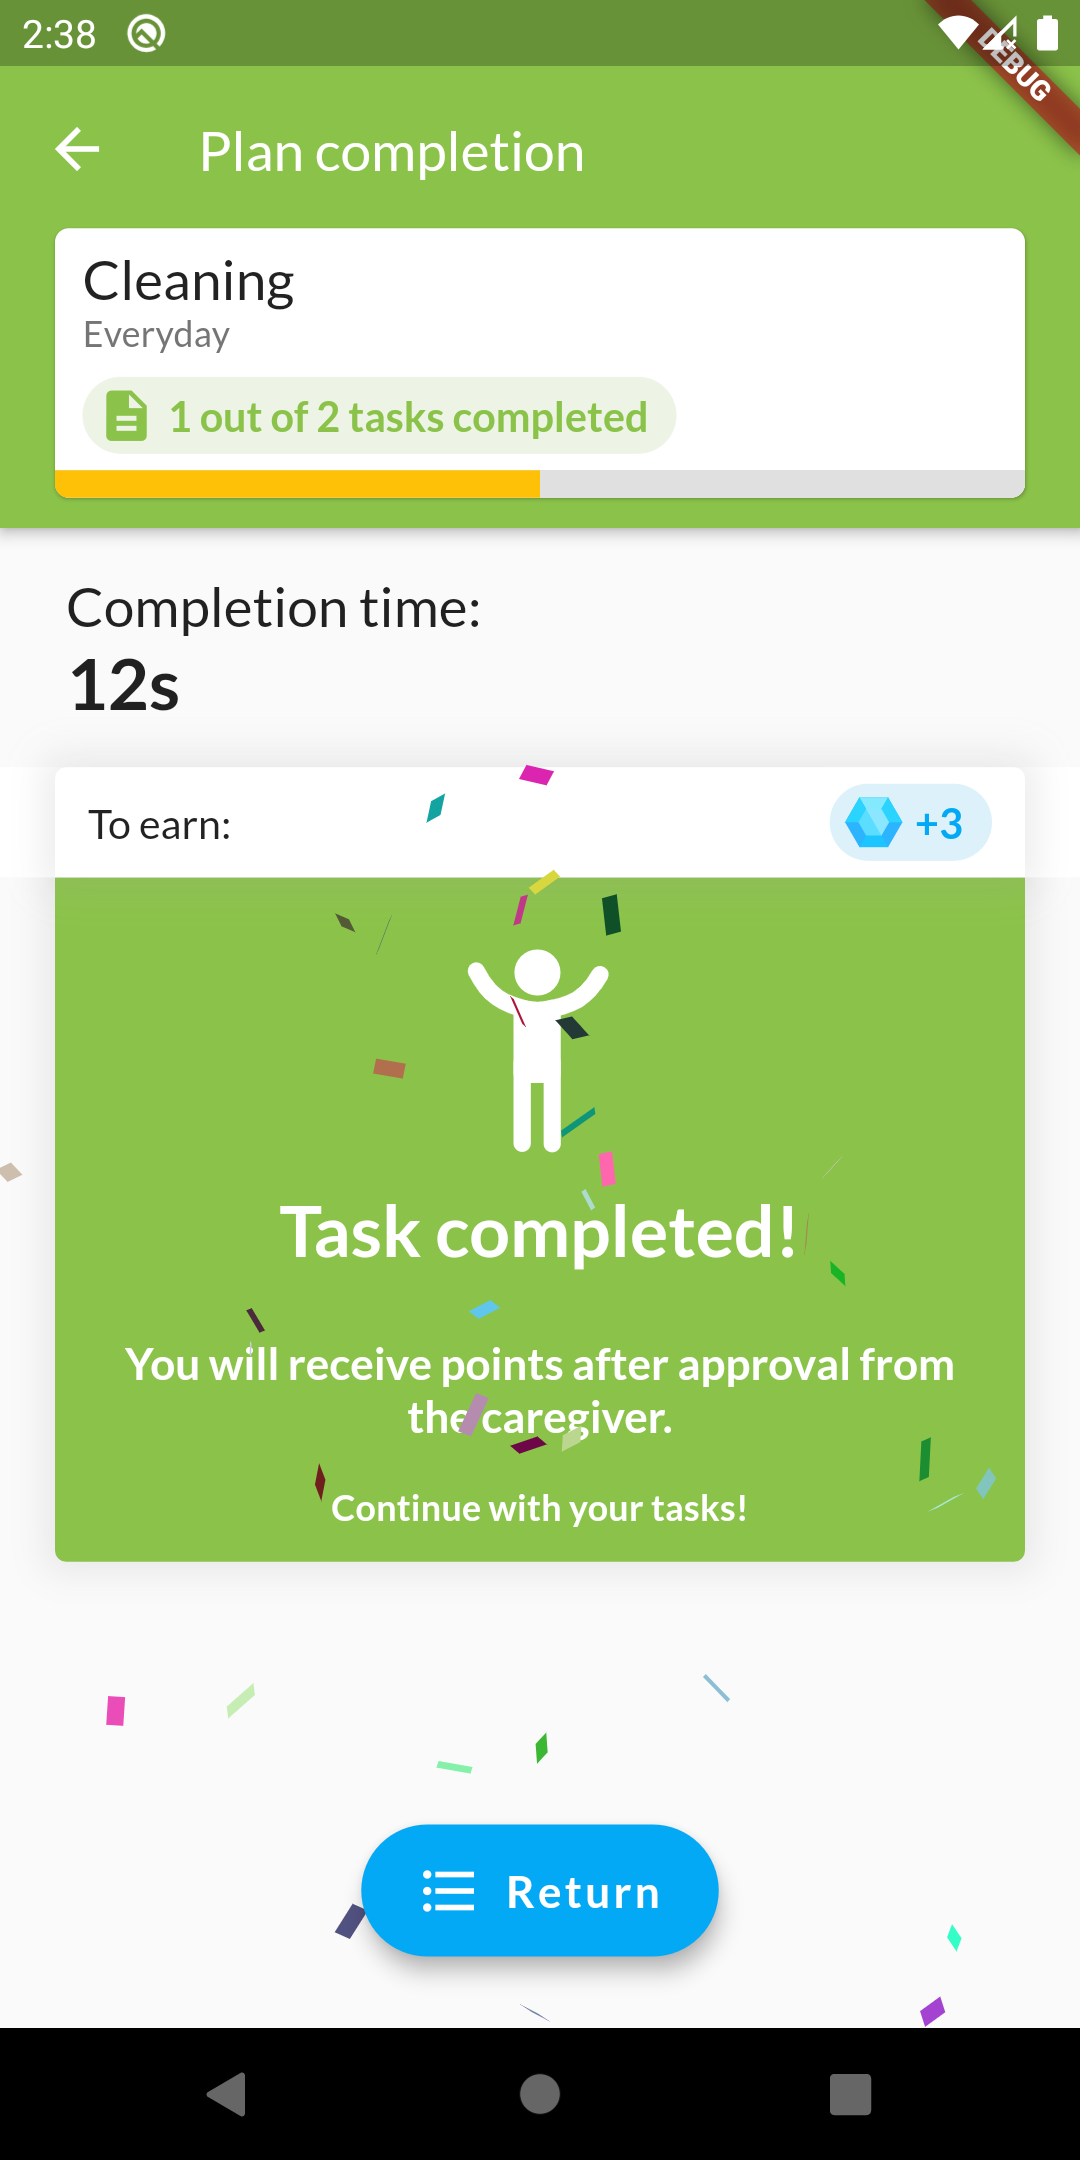 2:38
DEBUG
Plan completion
Cleaning
Everyday
1 out of 2 tasks completed
Completion time:
12s
To earn:
+3
Task completed!
You will receive points after approval from
the caregiver.
Continue with your tasks!
Return